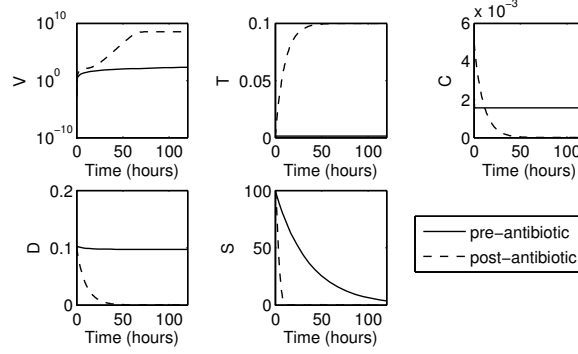 10^10
10^0
10^-10
V
0 50 100
Time (hours)
0.1
0.05
0
T
0 50 100
Time (hours)
x 10^-3
6
4
2
0
C
0 50 100
Time (hours)
0.2
0.1
0
D
0 50 100
Time (hours)
100
50
0
S
0 50 100
Time (hours)
pre-antibiotic
post-antibiotic